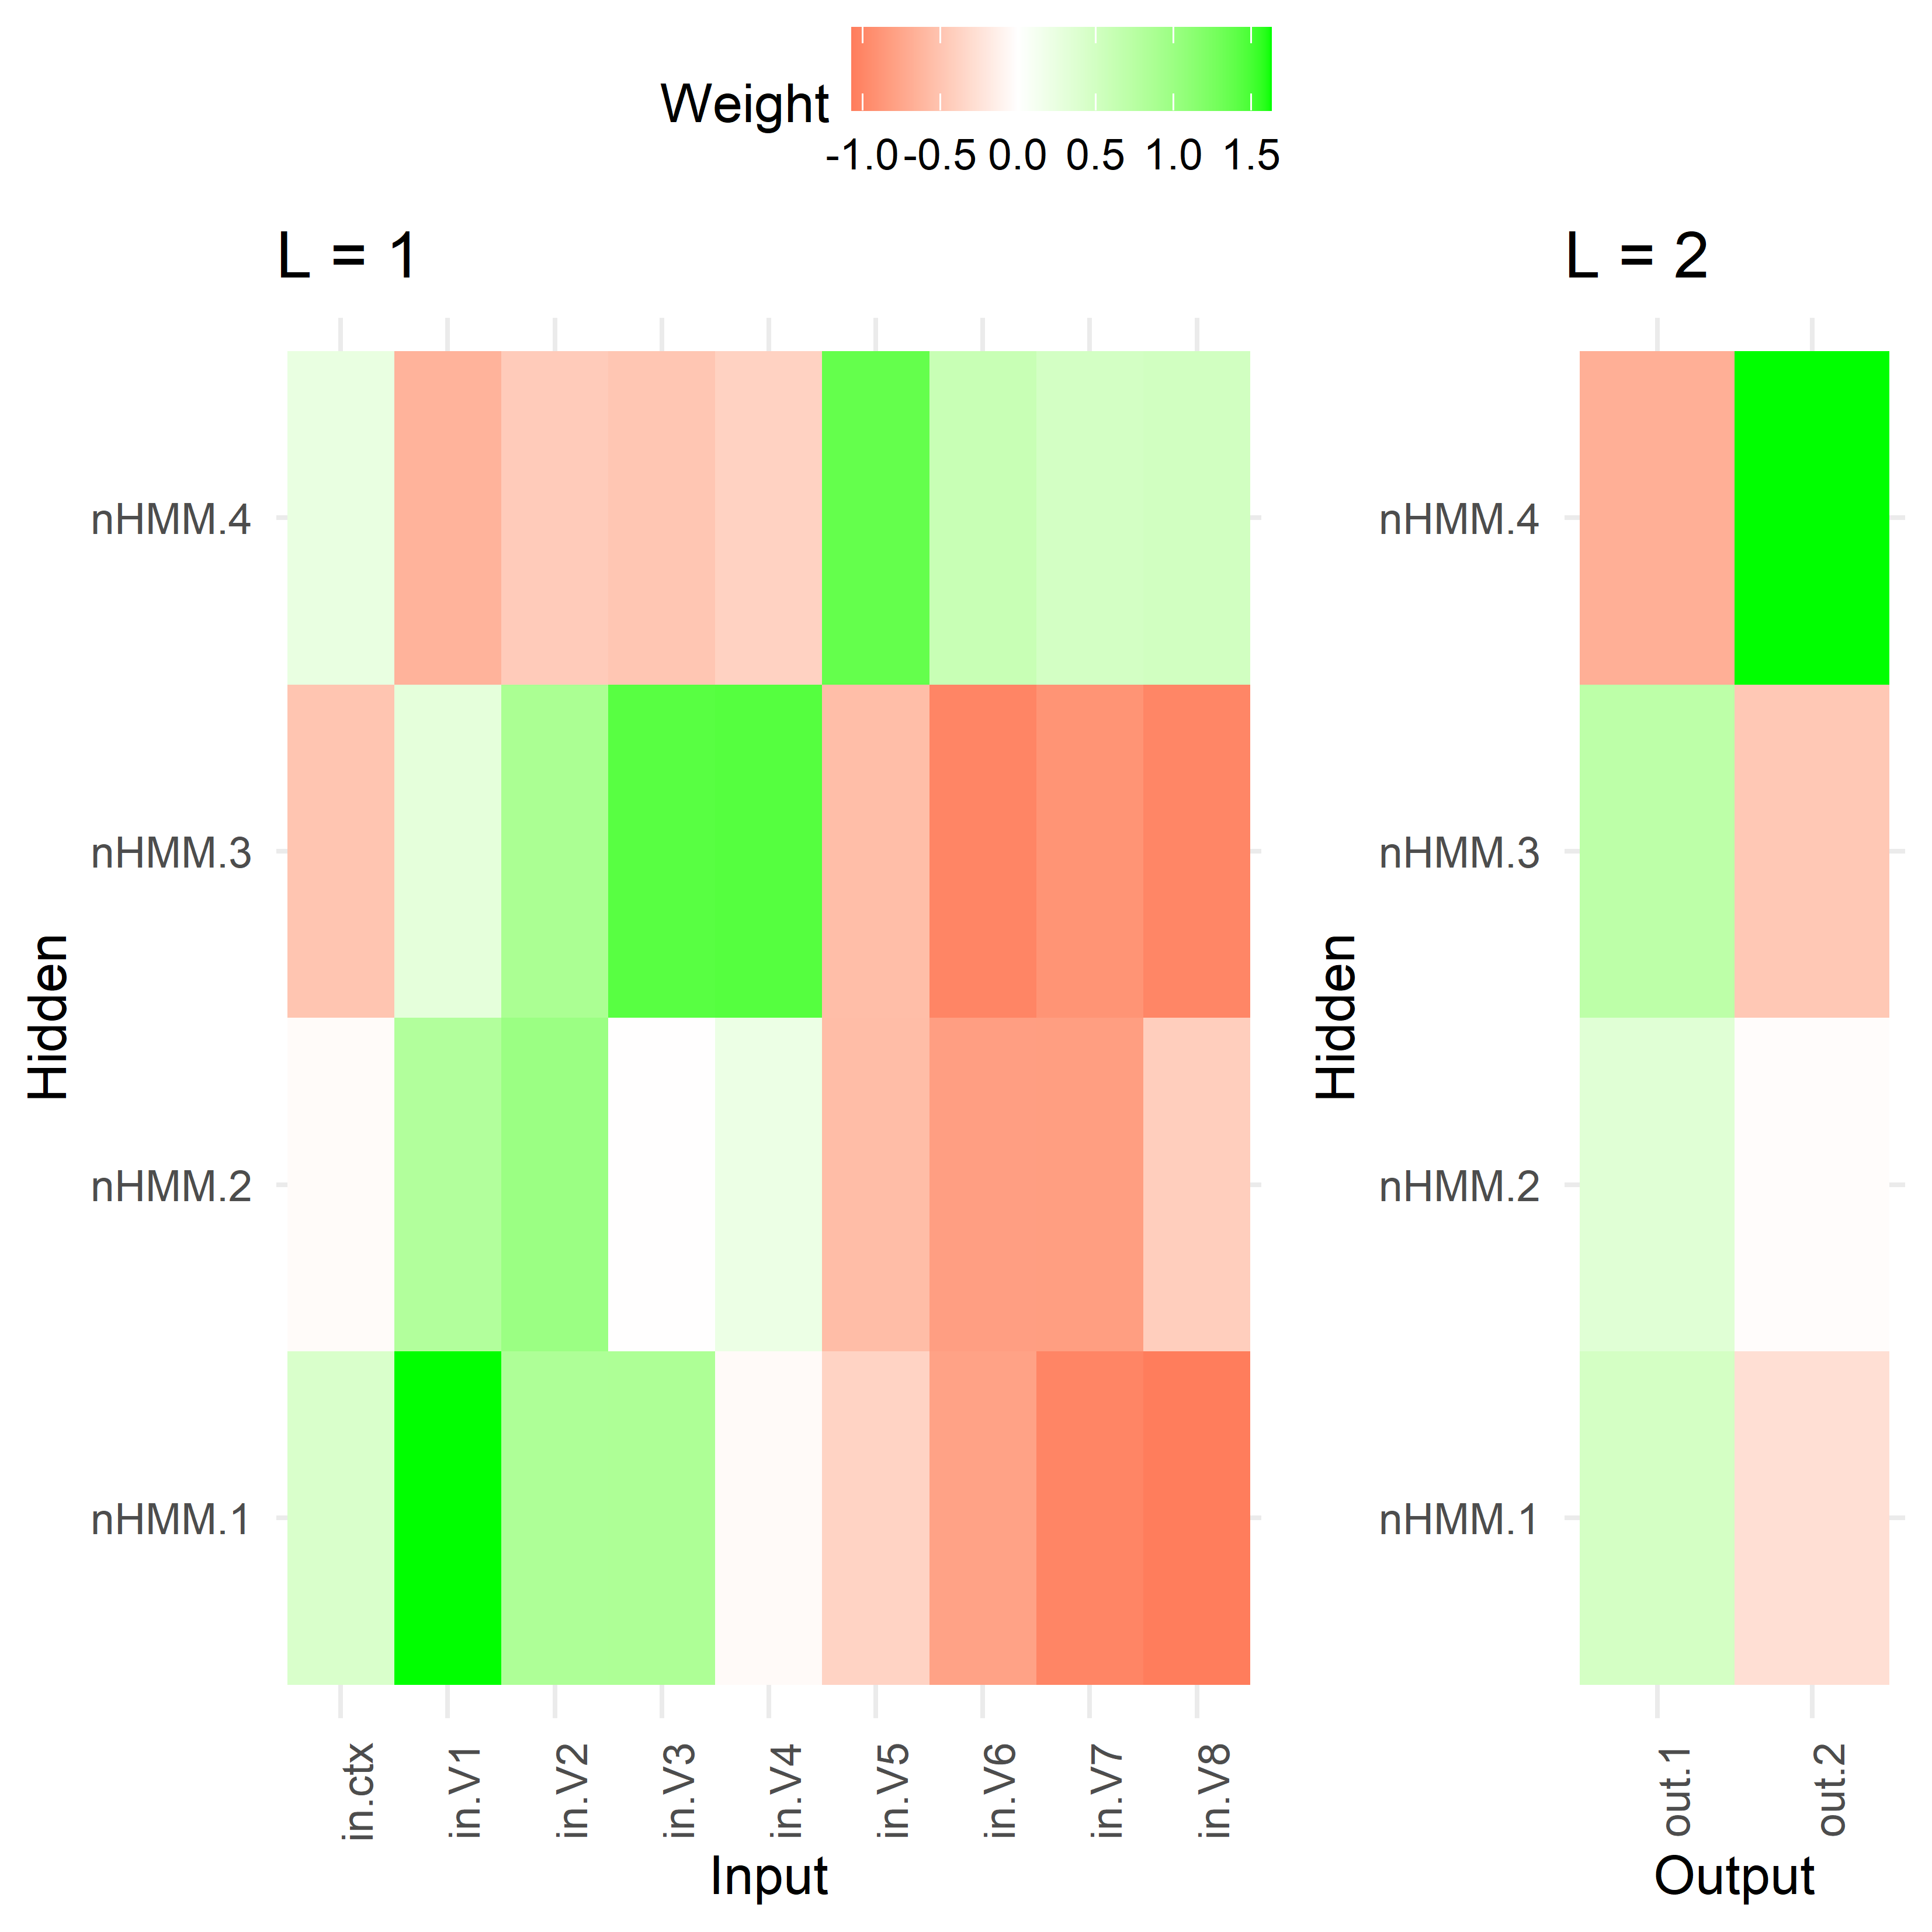 Weight
-1.0 -0.5 0.0 0.5 1.0 1.5
L = 1
nHMM.4
nHMM.3
nHMM.2
nHMM.1
Hidden
in.ctx
in.V1
in.V2
in.V3
in.V4
in.V5
in.V6
in.V7
in.V8
Input
L = 2
nHMM.4
nHMM.3
nHMM.2
nHMM.1
Hidden
out.1
out.2
Output